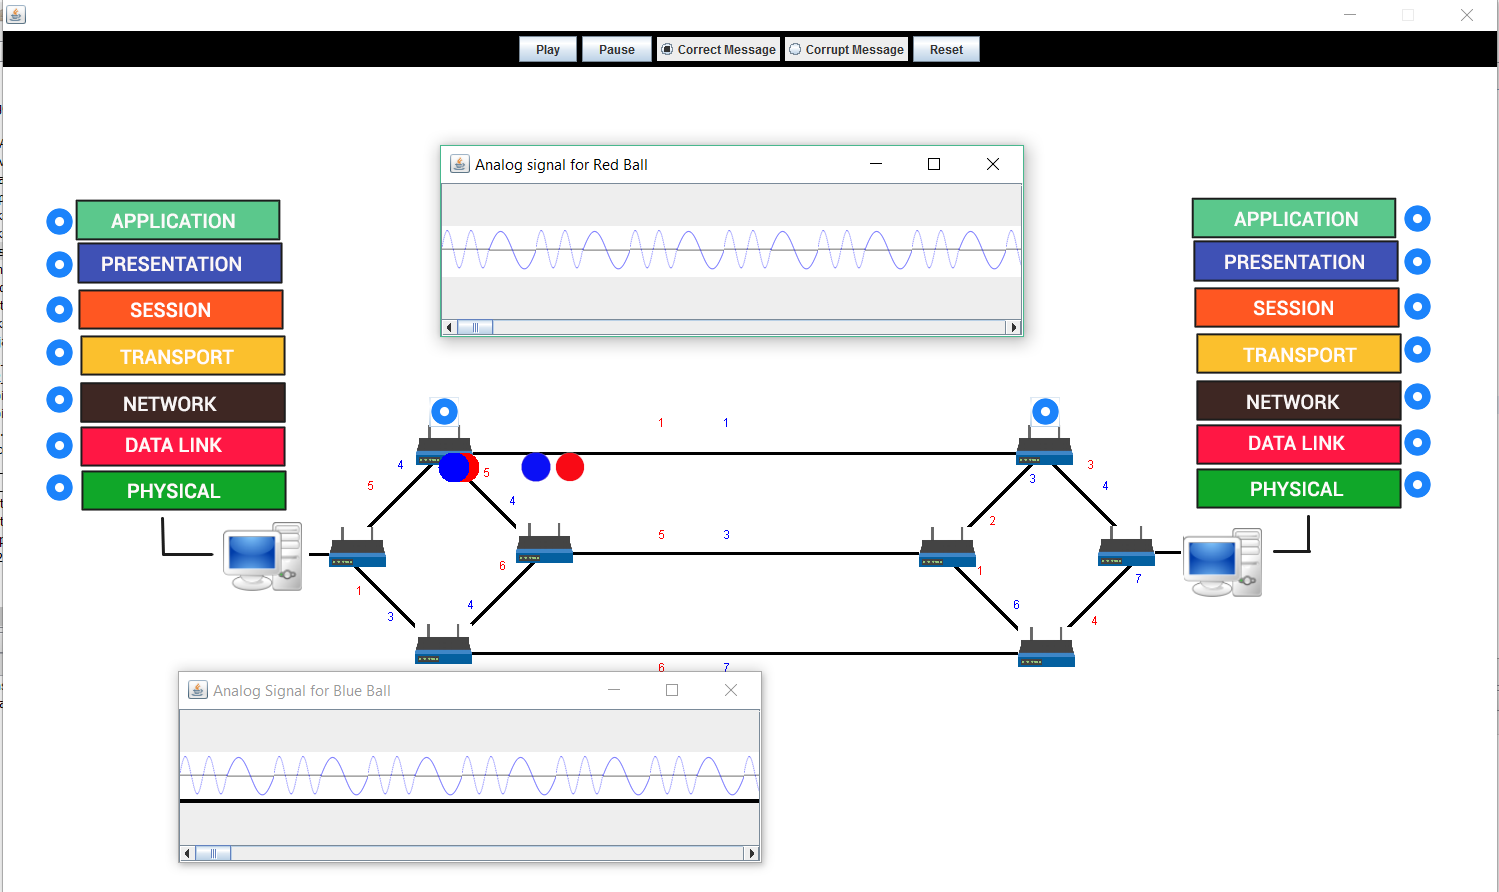 Play Pause Correct Message Corrupt Message Reset
Analog signal for Red Ball
APPLICATION
PRESENTATION
SESSION
TRANSPORT
NETWORK
DATA LINK
PHYSICAL
APPLICATION
PRESENTATION
SESSION
TRANSPORT
NETWORK
DATA LINK
PHYSICAL
1 1
4 5 3
5 4 3 4
2
5 3
6 1
1 4 6 7
3 4
6 7
Analog Signal for Blue Ball